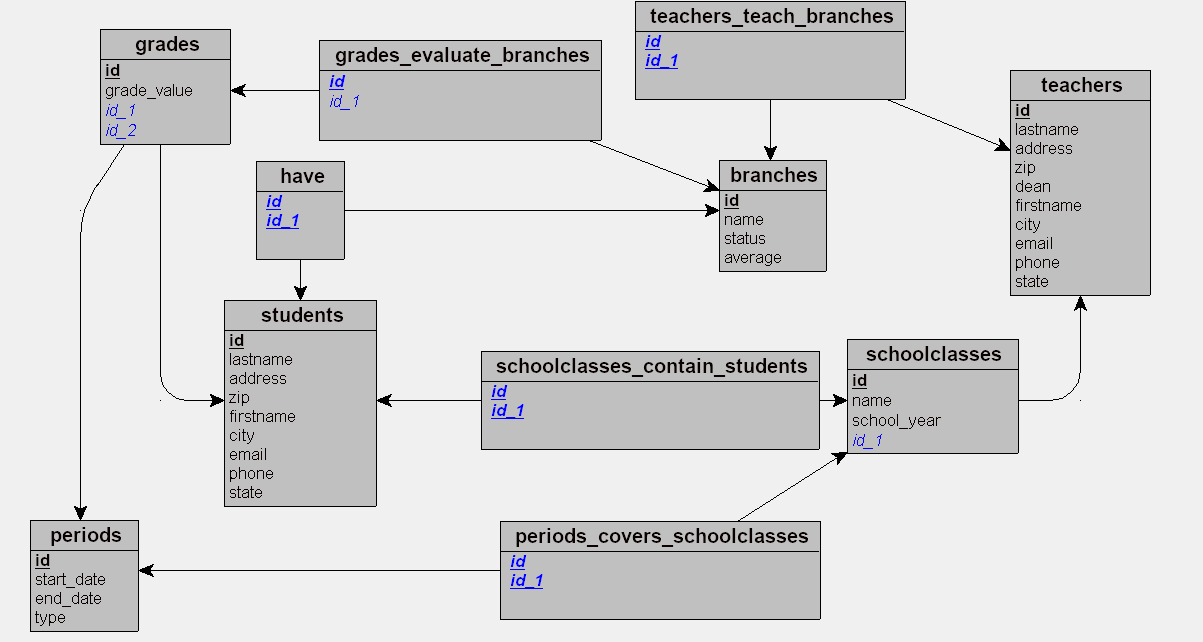 grades
id
grade_value
id_1
id_2
grades_evaluate_branches
id
id_1
teachers_teach_branches
id
id_1
teachers
id
lastname
address
zip
dean
firstname
city
email
phone
state
have
id
id_1
branches
id
name
status
average
students
id
lastname
address
zip
firstname
city
email
phone
state
schoolclasses_contain_students
id
id_1
schoolclasses
id
name
school_year
id_1
periods
id
start_date
end_date
type
periods_covers_schoolclasses
id
id_1